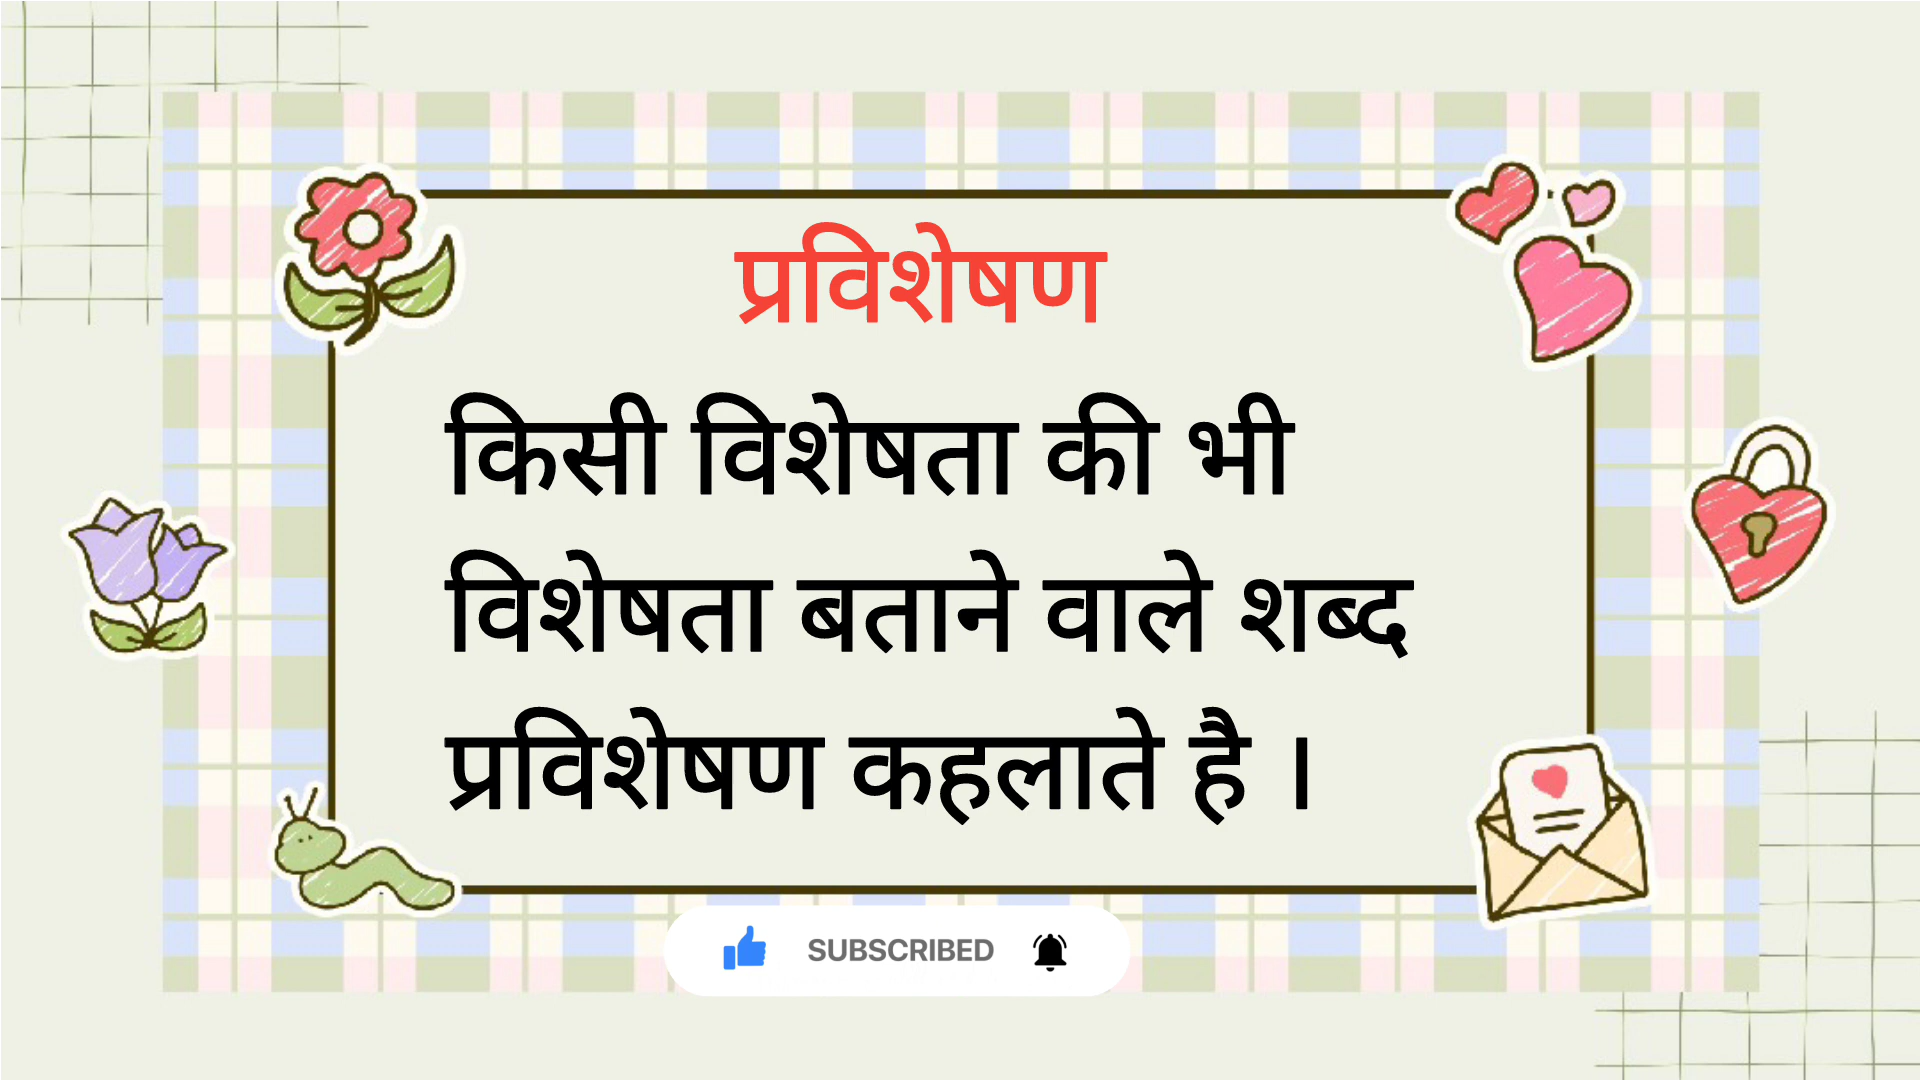 प्रविशेषण
किसी विशेषता की भी
विशेषता बताने वाले शब्द
प्रविशेषण कहलाते है ।
SUBSCRIBED